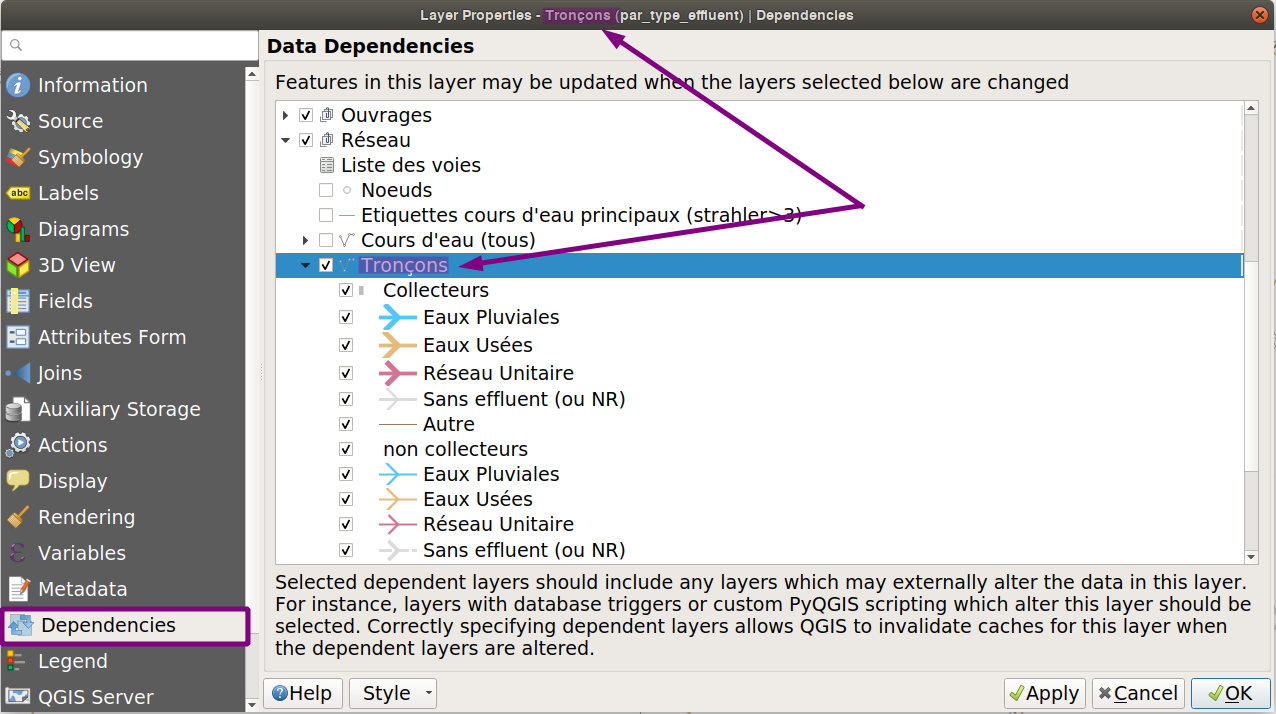 Layer Properties - Tronçons (par_type_effluent) | Dependencies
Information
Source
Symbology
abc Labels
Diagrams
3D View
Fields
Attributes Form
Joins
Auxiliary Storage
Actions
Display
Rendering
Variables
Metadata
Dependencies
Legend
QGIS Server
Data Dependencies
Features in this layer may be updated when the layers selected below are changed
Ouvrages
Réseau
Liste des voies
Noeuds
Etiquettes cours d'eau principaux (strahler>3)
Cours d'eau (tous)
Tronçons
Collecteurs
Eaux Pluviales
Eaux Usées
Réseau Unitaire
Sans effluent (ou NR)
Autre
non collecteurs
Eaux Pluviales
Eaux Usées
Réseau Unitaire
Sans effluent (ou NR)
Selected dependent layers should include any layers which may externally alter the data in this layer.
For instance, layers with database triggers or custom PyQGIS scripting which alter this layer should be
selected. Correctly specifying dependent layers allows QGIS to invalidate caches for this layer when
the dependent layers are altered.
Help Style Apply Cancel OK